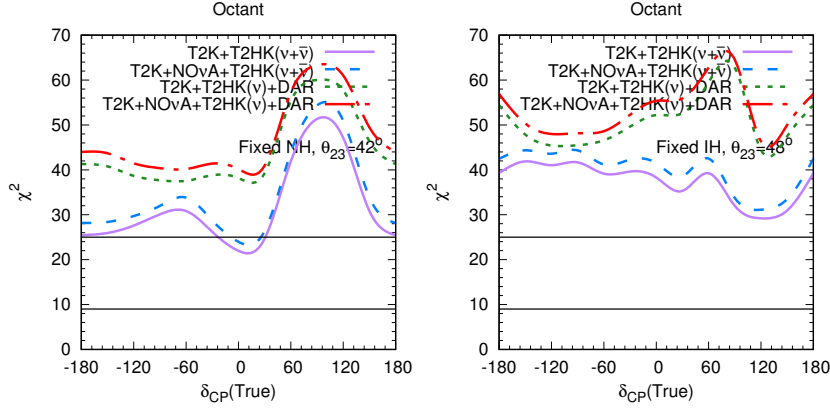 Octant
T2K+T2HK(ν+ν̅)
T2K+NOνA+T2HK(ν+ν̅)
T2K+T2HK(ν)+DAR
T2K+NOνA+T2HK(ν)+DAR
Fixed NH, θ23=42°
χ²
70
60
50
40
30
20
10
0
-180 -120 -60 0 60 120 180
δCP(True)
Octant
T2K+T2HK(ν+ν̅)
T2K+NOνA+T2HK(ν+ν̅)
T2K+T2HK(ν)+DAR
T2K+NOνA+T2HK(ν)+DAR
Fixed IH, θ23=48°
χ²
70
60
50
40
30
20
10
0
-180 -120 -60 0 60 120 180
δCP(True)